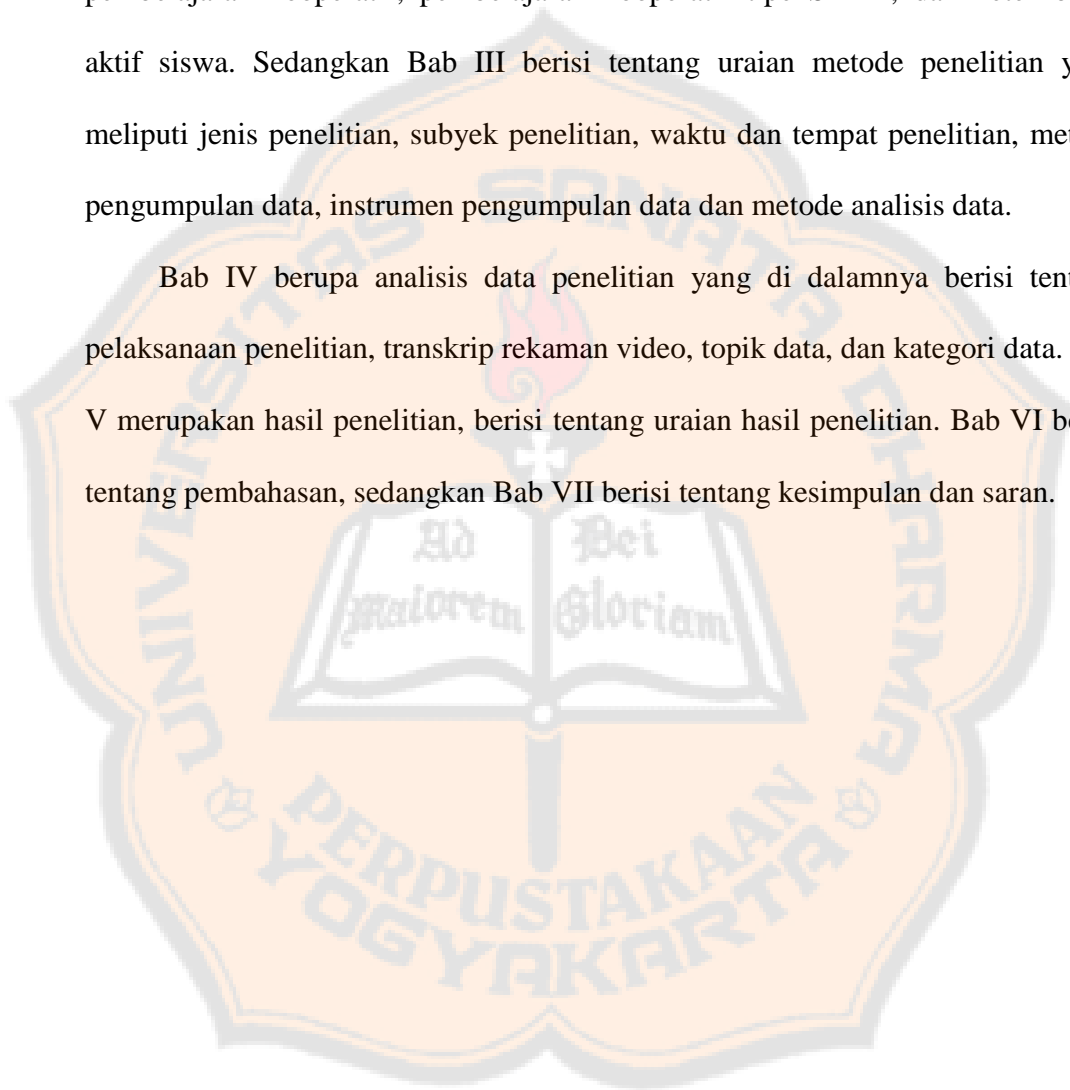 aktif siswa. Sedangkan Bab III berisi tentang uraian metode penelitian
meliputi jenis penelitian, subyek penelitian, waktu dan tempat penelitian,
pengumpulan data, instrumen pengumpulan data dan metode analisis data.
Bab IV berupa analisis data penelitian yang di dalamnya berisi
pelaksanaan penelitian, transkrip rekaman video, topik data, dan kategori data.
V merupakan hasil penelitian, berisi tentang uraian hasil penelitian. Bab VI
tentang pembahasan, sedangkan Bab VII berisi tentang kesimpulan dan saran.
UNIVERSITAS SANATA DHARMA
Ad Maiorem
Dei Gloriam
PERPUSTAKAAN
YOGYAKARTA